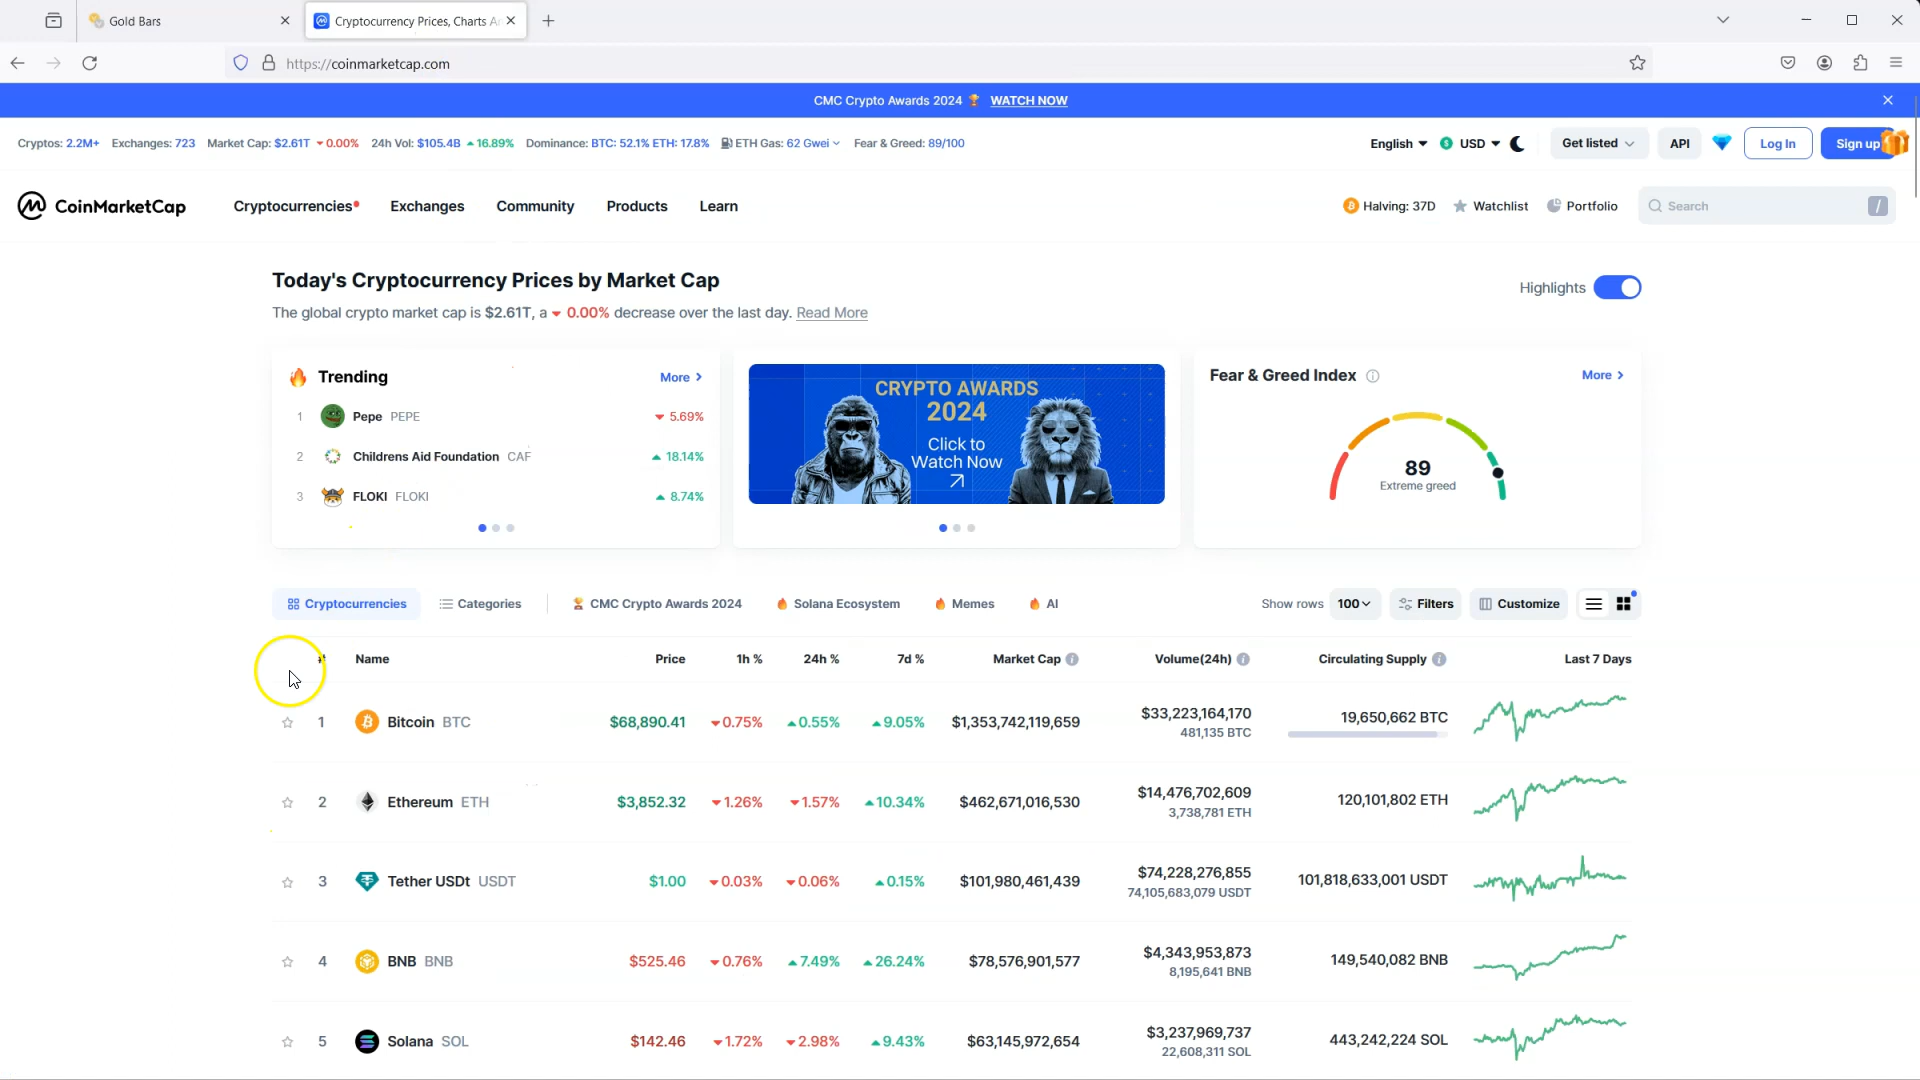 Gold Bars
Cryptocurrency Prices, Charts A
https://coinmarketcap.com
CMC Crypto Awards 2024 🏆 WATCH NOW
Cryptos: 2.2M+ Exchanges: 723 Market Cap: $2.61T 0.00% 24h Vol: $105.4B 16.89% Dominance: BTC: 52.1% ETH: 17.8% ETH Gas: 62 Gwei Fear & Greed: 89/100
English USD Get listed API Log In Sign up
CoinMarketCap Cryptocurrencies Exchanges Community Products Learn Halving: 37D Watchlist Portfolio Search /
Today's Cryptocurrency Prices by Market Cap
Highlights
The global crypto market cap is $2.61T, a 0.00% decrease over the last day. Read More
Trending More
1 Pepe PEPE 5.69%
2 Childrens Aid Foundation CAF 18.14%
3 FLOKI FLOKI 8.74%
CRYPTO AWARDS
2024
Click to
Watch Now
Fear & Greed Index More
89
Extreme greed
Cryptocurrencies Categories CMC Crypto Awards 2024 Solana Ecosystem Memes AI Show rows 100 Filters Customize
# Name Price 1h % 24h % 7d % Market Cap Volume(24h) Circulating Supply Last 7 Days
1 Bitcoin BTC $68,890.41 0.75% 0.55% 9.05% $1,353,742,119,659 $33,223,164,170 19,650,662 BTC
481,135 BTC
2 Ethereum ETH $3,852.32 1.26% 1.57% 10.34% $462,671,016,530 $14,476,702,609 120,101,802 ETH
3,738,781 ETH
3 Tether USDt USDT $1.00 0.03% 0.06% 0.15% $101,980,461,439 $74,228,276,855 101,818,633,001 USDT
74,105,683,079 USDT
4 BNB BNB $525.46 0.76% 7.49% 26.24% $78,576,901,577 $4,343,953,873 149,540,082 BNB
8,195,641 BNB
5 Solana SOL $142.46 1.72% 2.98% 9.43% $63,145,972,654 $3,237,969,737 443,242,224 SOL
22,608,311 SOL